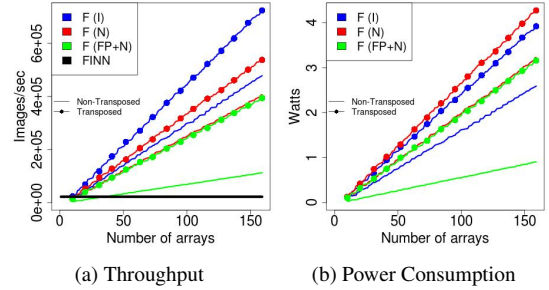 F (I)
F (N)
F (FP+N)
FINN
Non-Transposed
Transposed
Images/sec
0e+00
2e+05
4e+05
6e+05
0
50
100
150
Number of arrays
(a) Throughput
F (I)
F (N)
F (FP+N)
Non-Transposed
Transposed
Watts
0
1
2
3
4
0
50
100
150
Number of arrays
(b) Power Consumption